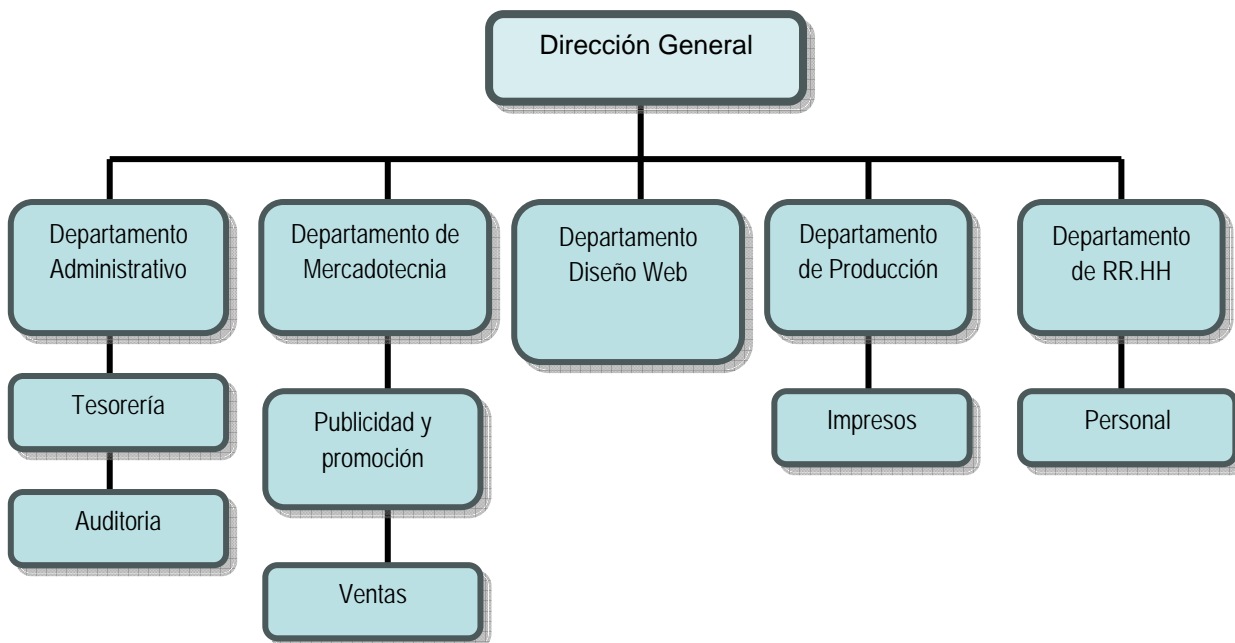 Dirección General
Departamento
Administrativo
Departamento de
Mercadotecnia
Departamento
Diseño Web
Departamento
de Producción
Departamento
de RR.HH
Tesorería
Publicidad y
promoción
Impresos
Personal
Auditoria
Ventas